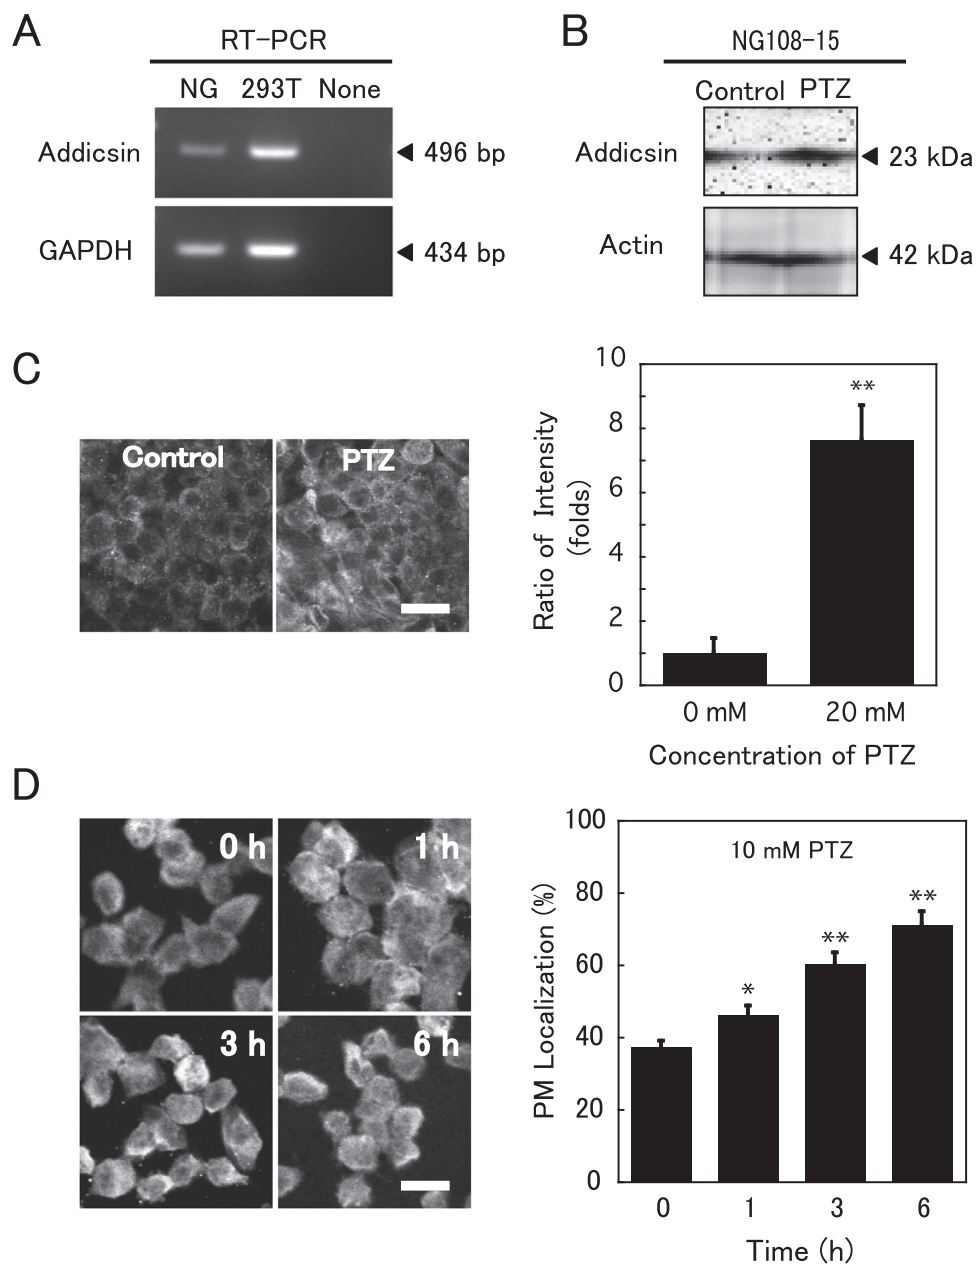 A
RT-PCR
NG 293T None
Addicsin
496 bp
GAPDH
434 bp
B
NG108-15
Control PTZ
Addicsin
23 kDa
Actin
42 kDa
C
Control
PTZ
10
8
6
4
2
0
Ratio of Intensity
(folds)
**
0 mM 20 mM
Concentration of PTZ
D
0 h
1 h
3 h
6 h
100
80
60
40
20
0
PM Localization (%)
10 mM PTZ
*
**
**
0 1 3 6
Time (h)